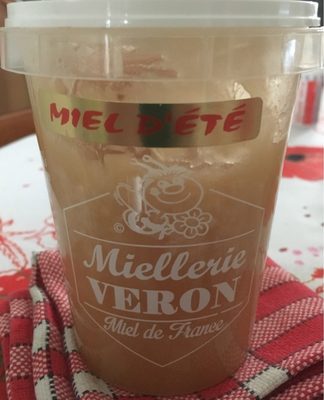 MIEL D'ÉTÉ
©
Miellerie
VERON
Miel de France